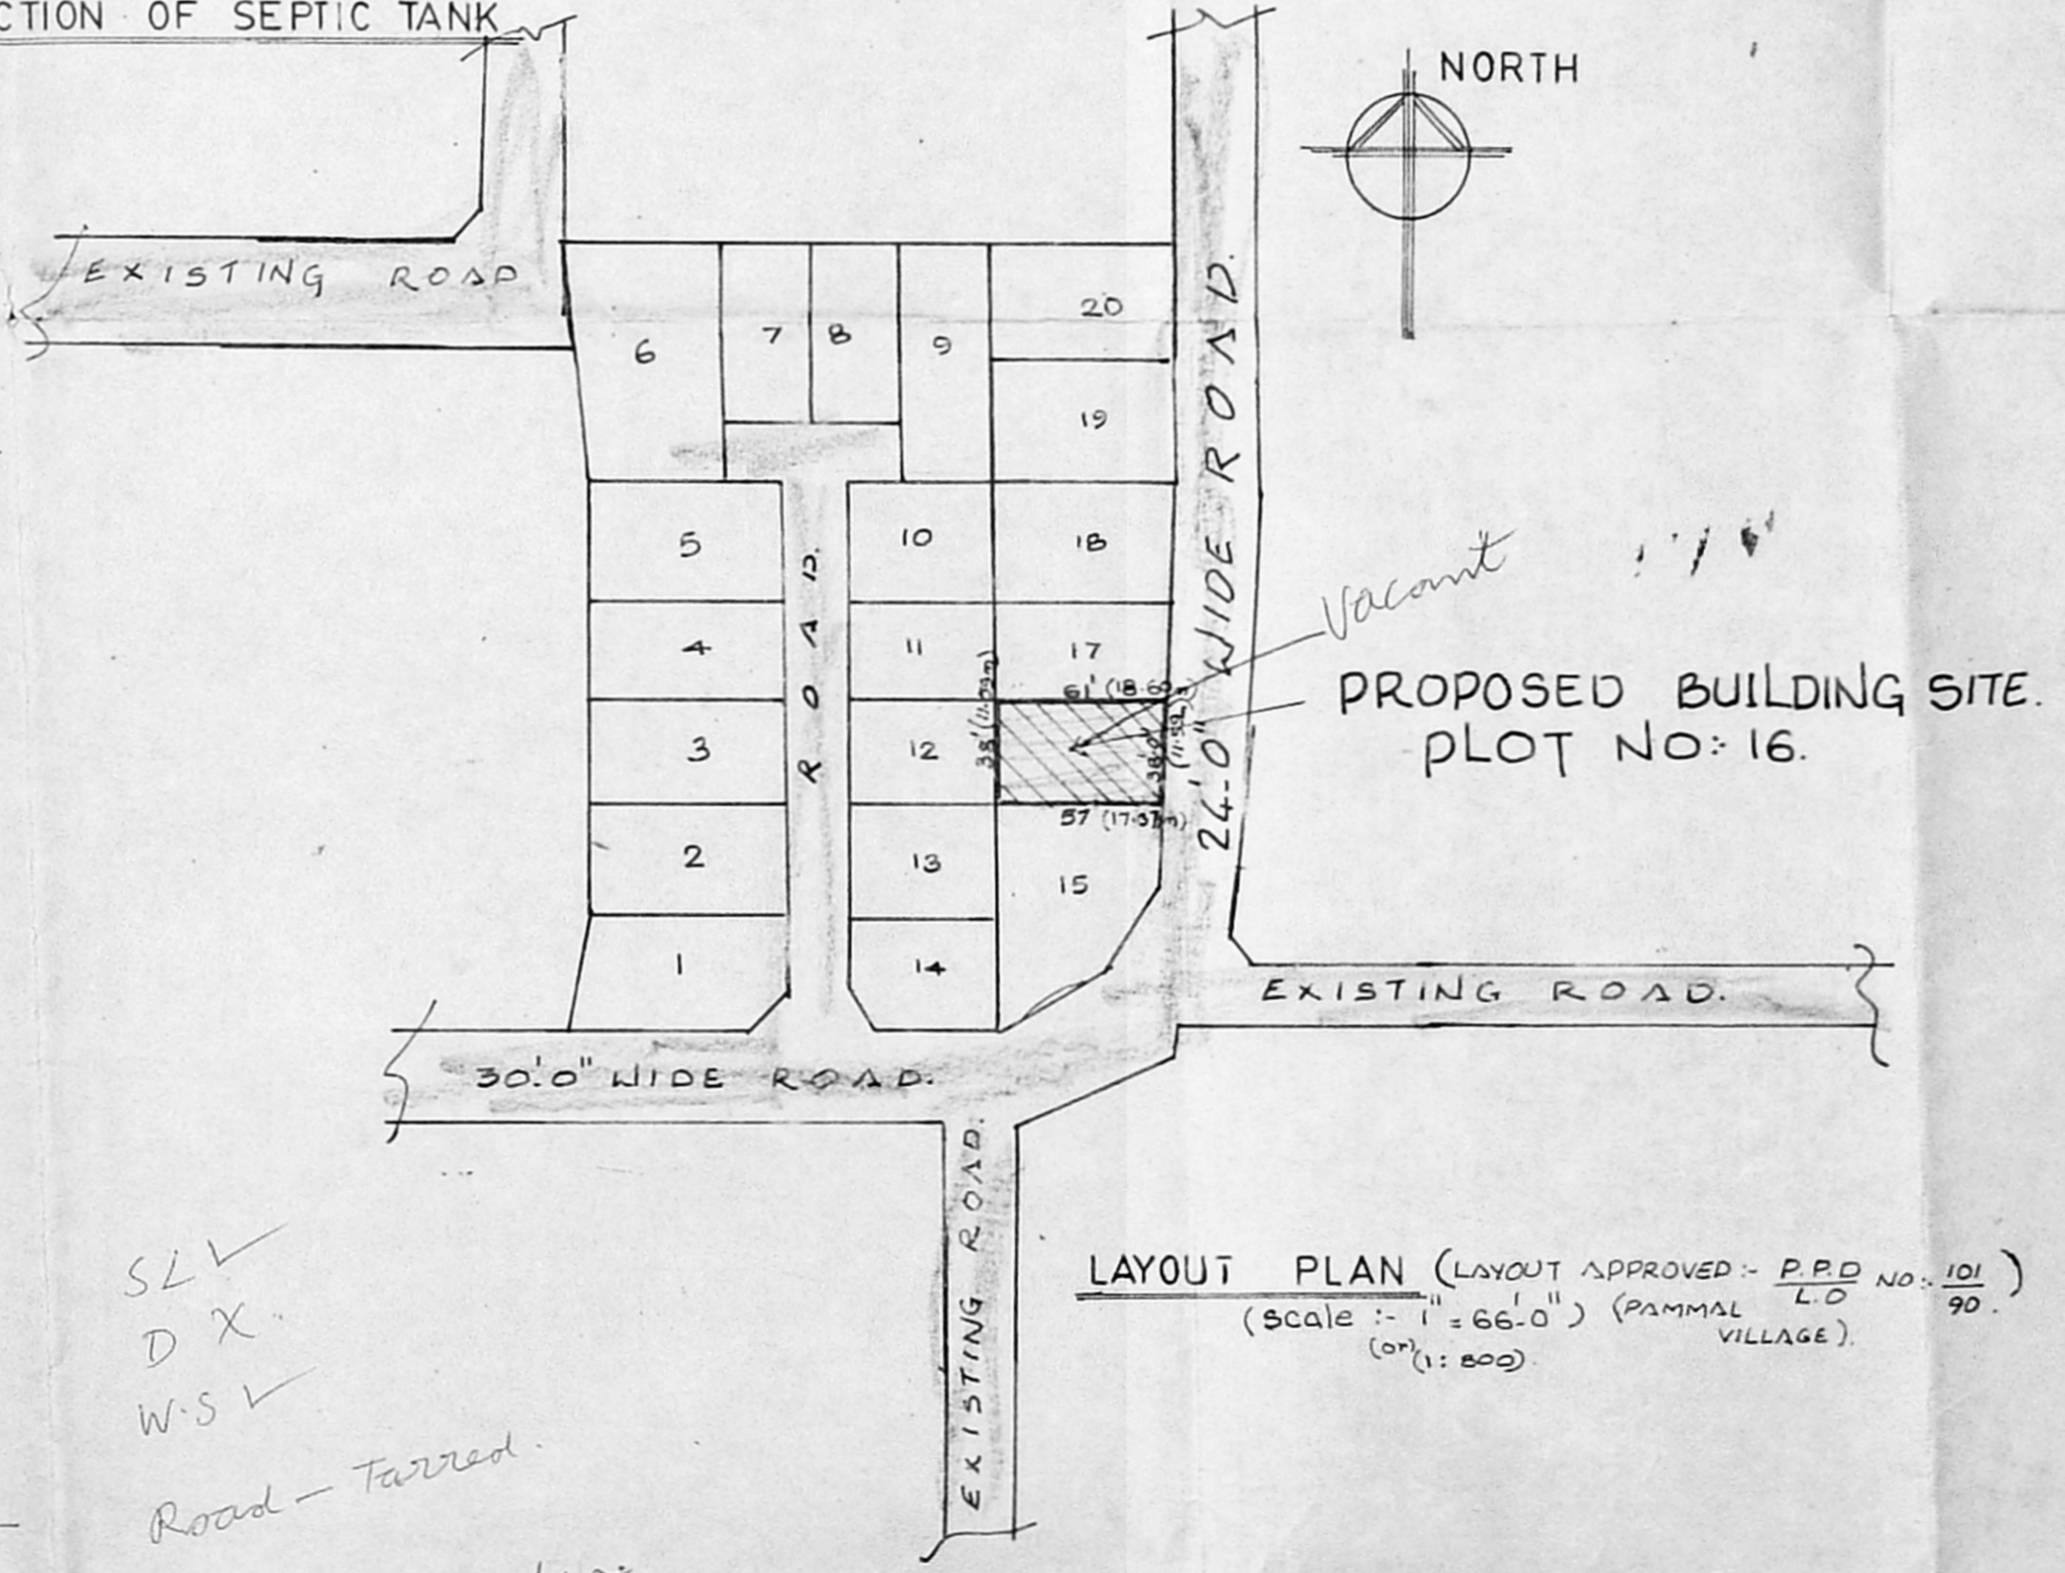 CTION OF SEPTIC TANK
NORTH
EXISTING ROAD
6
7
8
9
20
19
5
10
18
4
11
17
3
12
2
13
15
1
14
ROAD.
24'-0" WIDE ROAD.
Vacant
61' (18.60
57' (17.37m)
38'-0"
PROPOSED BUILDING SITE.
PLOT NO:- 16.
EXISTING ROAD.
30'.0" WIDE ROAD.
EXISTING ROAD.
SL ✓
D X
W.S ✓
Road – Tarred.
LAYOUT PLAN (LAYOUT APPROVED:- P.P.D/L.O NO:- 101/90.)
(scale :- 1" = 66'-0") (PAMMAL VILLAGE).
(or) (1: 800).